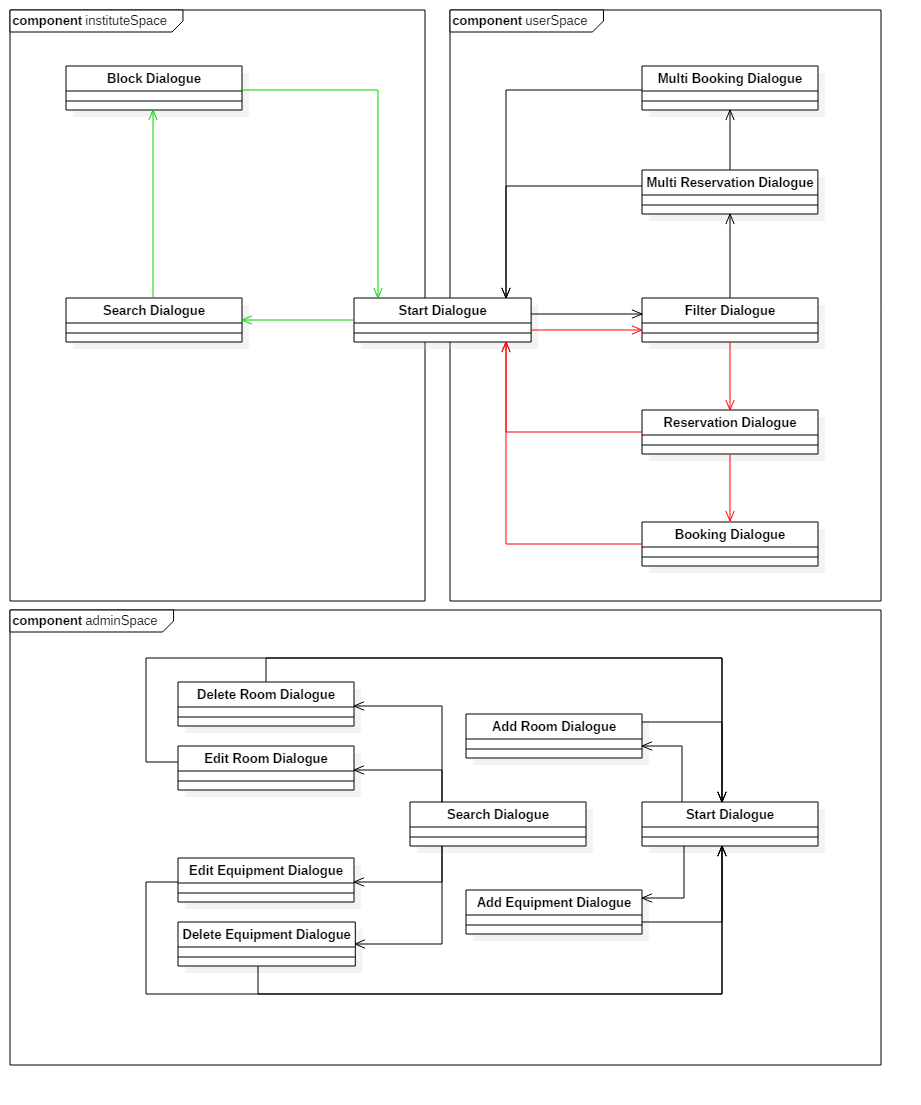 component instituteSpace
component userSpace
Block Dialogue
Multi Booking Dialogue
Multi Reservation Dialogue
Search Dialogue
Start Dialogue
Filter Dialogue
Reservation Dialogue
Booking Dialogue
component adminSpace
Delete Room Dialogue
Add Room Dialogue
Edit Room Dialogue
Search Dialogue
Start Dialogue
Edit Equipment Dialogue
Add Equipment Dialogue
Delete Equipment Dialogue